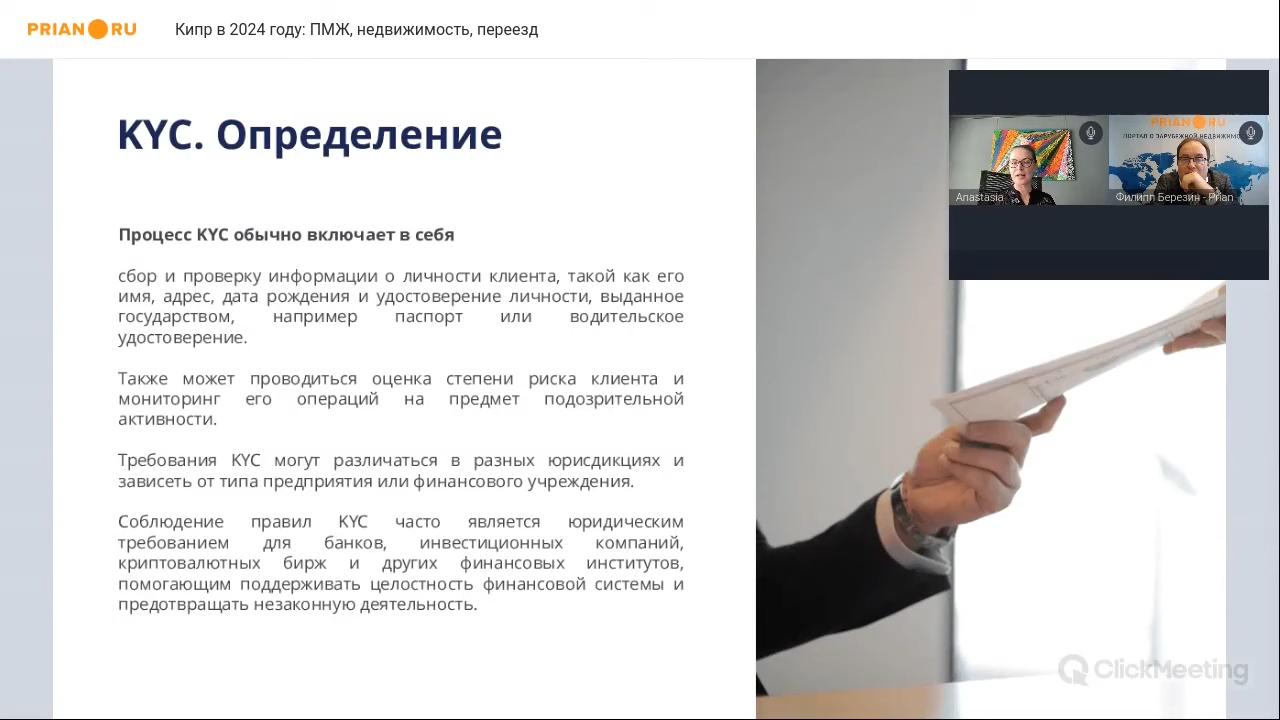 PRIAN RU
Кипр в 2024 году: ПМЖ, недвижимость, переезд
KYC. Определение
Процесс KYC обычно включает в себя
сбор и проверку информации о личности клиента, такой как его
имя, адрес, дата рождения и удостоверение личности, выданное
государством, например паспорт или водительское
удостоверение.
Также может проводиться оценка степени риска клиента и
мониторинг его операций на предмет подозрительной
активности.
Требования KYC могут различаться в разных юрисдикциях и
зависеть от типа предприятия или финансового учреждения.
Соблюдение правил KYC часто является юридическим
требованием для банков, инвестиционных компаний,
криптовалютных бирж и других финансовых институтов,
помогающим поддерживать целостность финансовой системы и
предотвращать незаконную деятельность.
PRIAN RU
ПОРТАЛ О ЗАРУБЕЖНОЙ
Anastasia
Филипп Березин - Prian
ClickMeeting